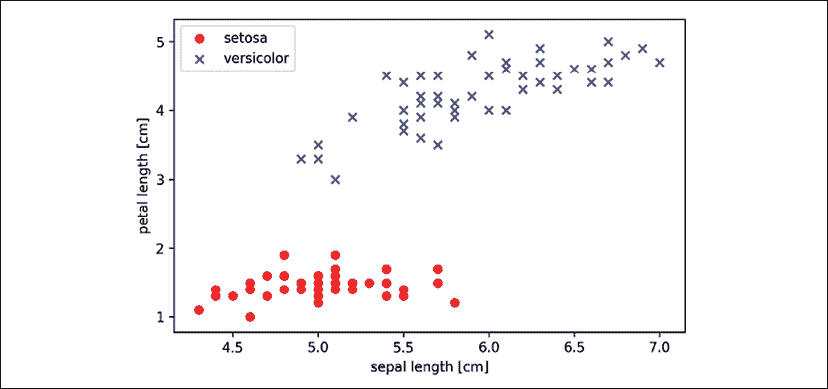 setosa
versicolor
petal length [cm]
5
4
3
2
1
4.5 5.0 5.5 6.0 6.5 7.0
sepal length [cm]